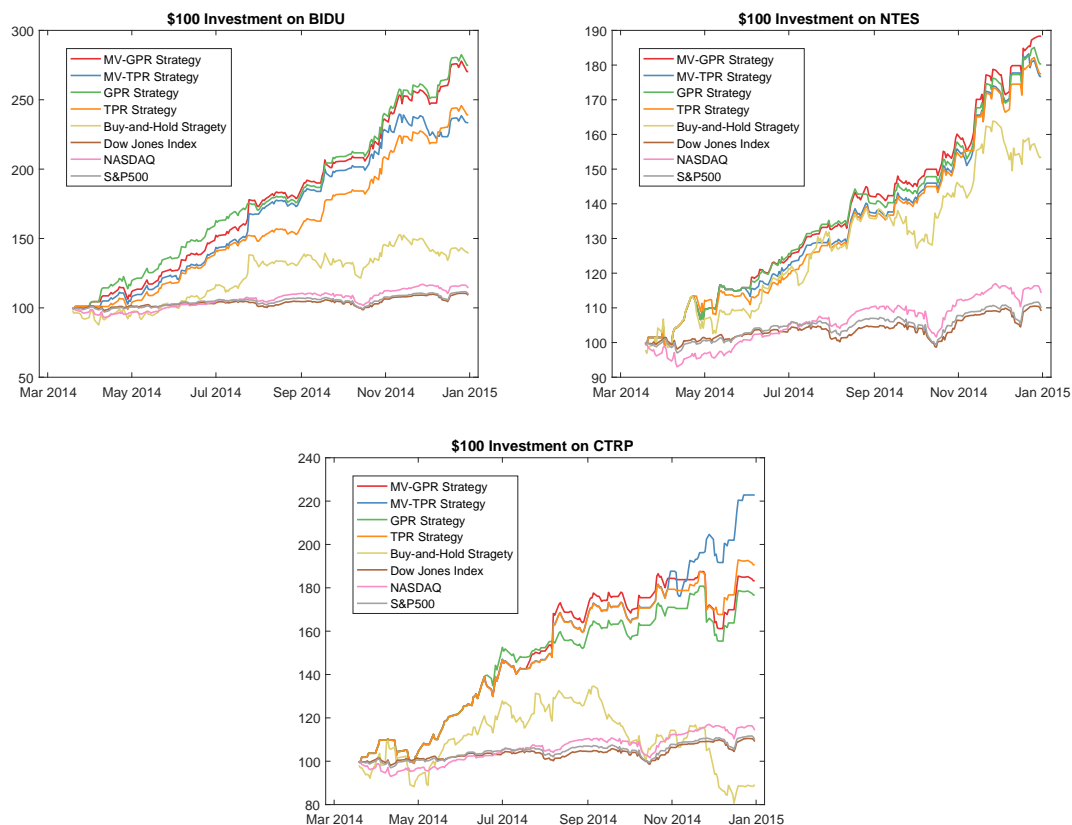 $100 Investment on BIDU
300
250
200
150
100
50
MV-GPR Strategy
MV-TPR Strategy
GPR Strategy
TPR Strategy
Buy-and-Hold Stragety
Dow Jones Index
NASDAQ
S&P500
Mar 2014 May 2014 Jul 2014 Sep 2014 Nov 2014 Jan 2015
$100 Investment on NTES
190
180
170
160
150
140
130
120
110
100
90
MV-GPR Strategy
MV-TPR Strategy
GPR Strategy
TPR Strategy
Buy-and-Hold Stragety
Dow Jones Index
NASDAQ
S&P500
Mar 2014 May 2014 Jul 2014 Sep 2014 Nov 2014 Jan 2015
$100 Investment on CTRP
240
220
200
180
160
140
120
100
80
MV-GPR Strategy
MV-TPR Strategy
GPR Strategy
TPR Strategy
Buy-and-Hold Stragety
Dow Jones Index
NASDAQ
S&P500
Mar 2014 May 2014 Jul 2014 Sep 2014 Nov 2014 Jan 2015